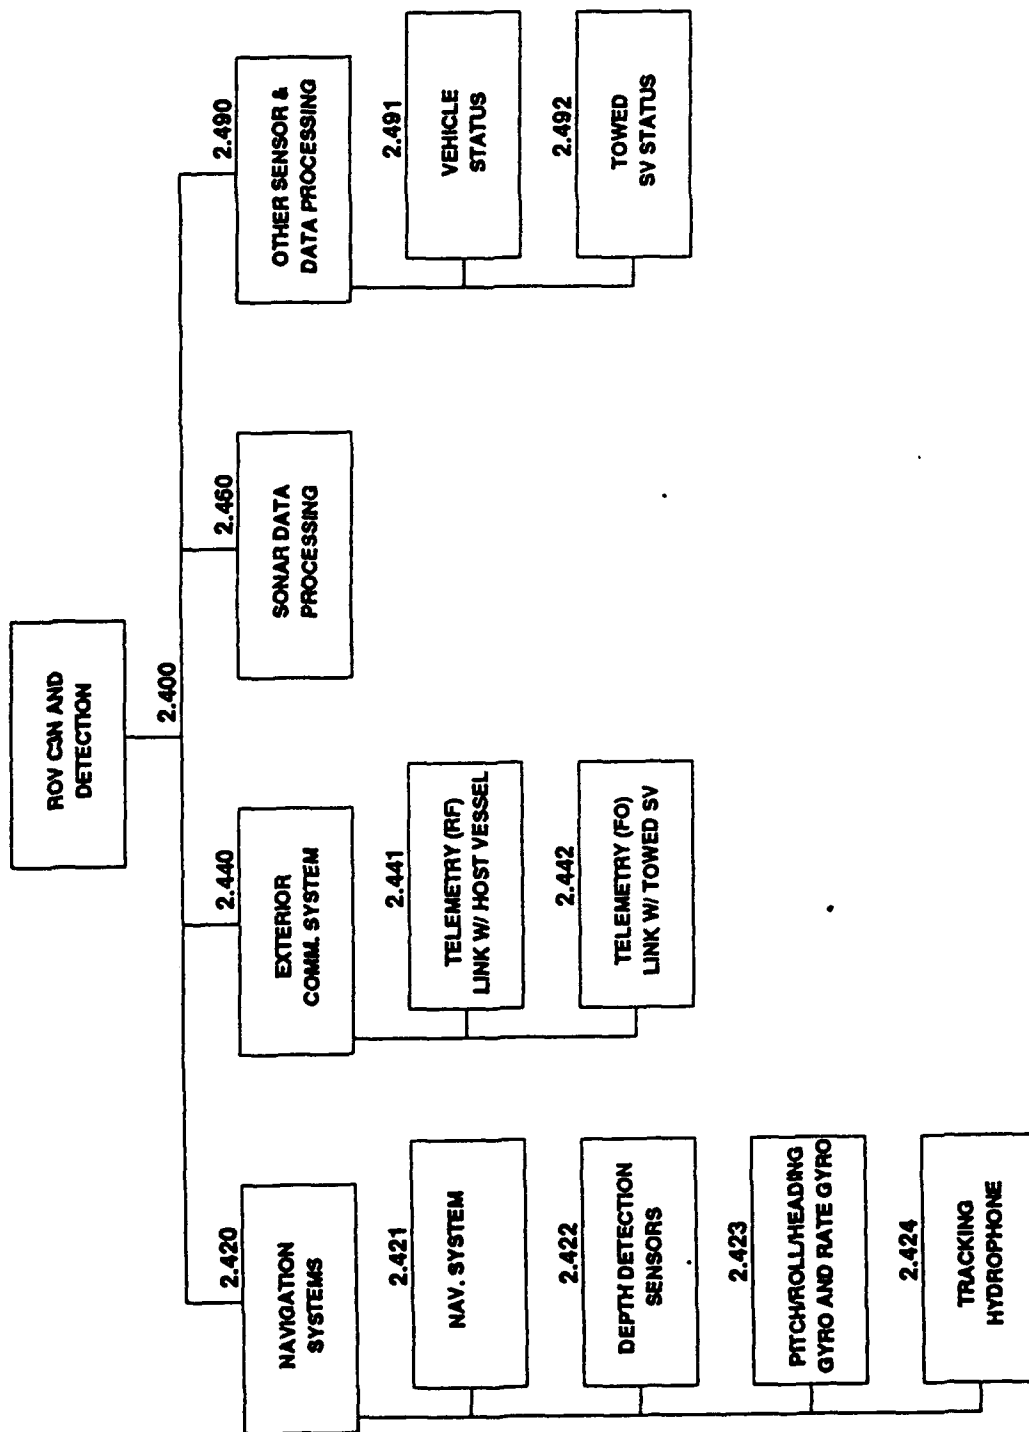 ROV C3N AND
DETECTION
2.400
2.420
NAVIGATION
SYSTEMS
2.421
NAV. SYSTEM
2.422
DEPTH DETECTION
SENSORS
2.423
PITCH/ROLL/HEADING
GYRO AND RATE GYRO
2.424
TRACKING
HYDROPHONE
2.440
EXTERIOR
COMM. SYSTEM
2.441
TELEMETRY (RF)
LINK W/ HOST VESSEL
2.442
TELEMETRY (FO)
LINK W/ TOWED SV
2.460
SONAR DATA
PROCESSING
2.490
OTHER SENSOR &
DATA PROCESSING
2.491
VEHICLE
STATUS
2.492
TOWED
SV STATUS